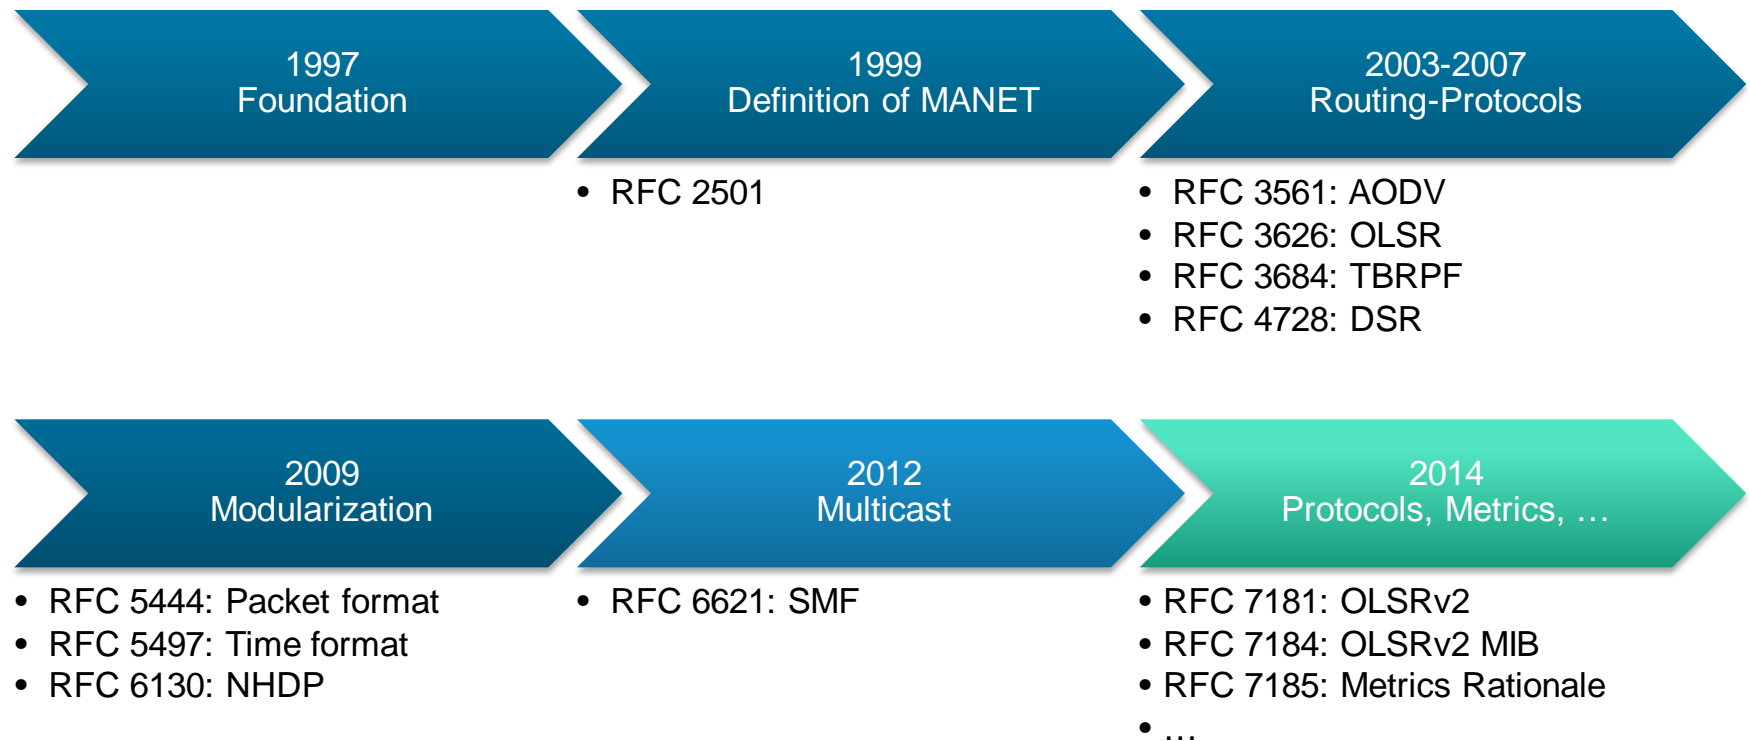 1997
Foundation
1999
Definition of MANET
2003-2007
Routing-Protocols
• RFC 2501
• RFC 3561: AODV
• RFC 3626: OLSR
• RFC 3684: TBRPF
• RFC 4728: DSR
2009
Modularization
2012
Multicast
2014
Protocols, Metrics, …
• RFC 5444: Packet format
• RFC 5497: Time format
• RFC 6130: NHDP
• RFC 6621: SMF
• RFC 7181: OLSRv2
• RFC 7184: OLSRv2 MIB
• RFC 7185: Metrics Rationale
• …